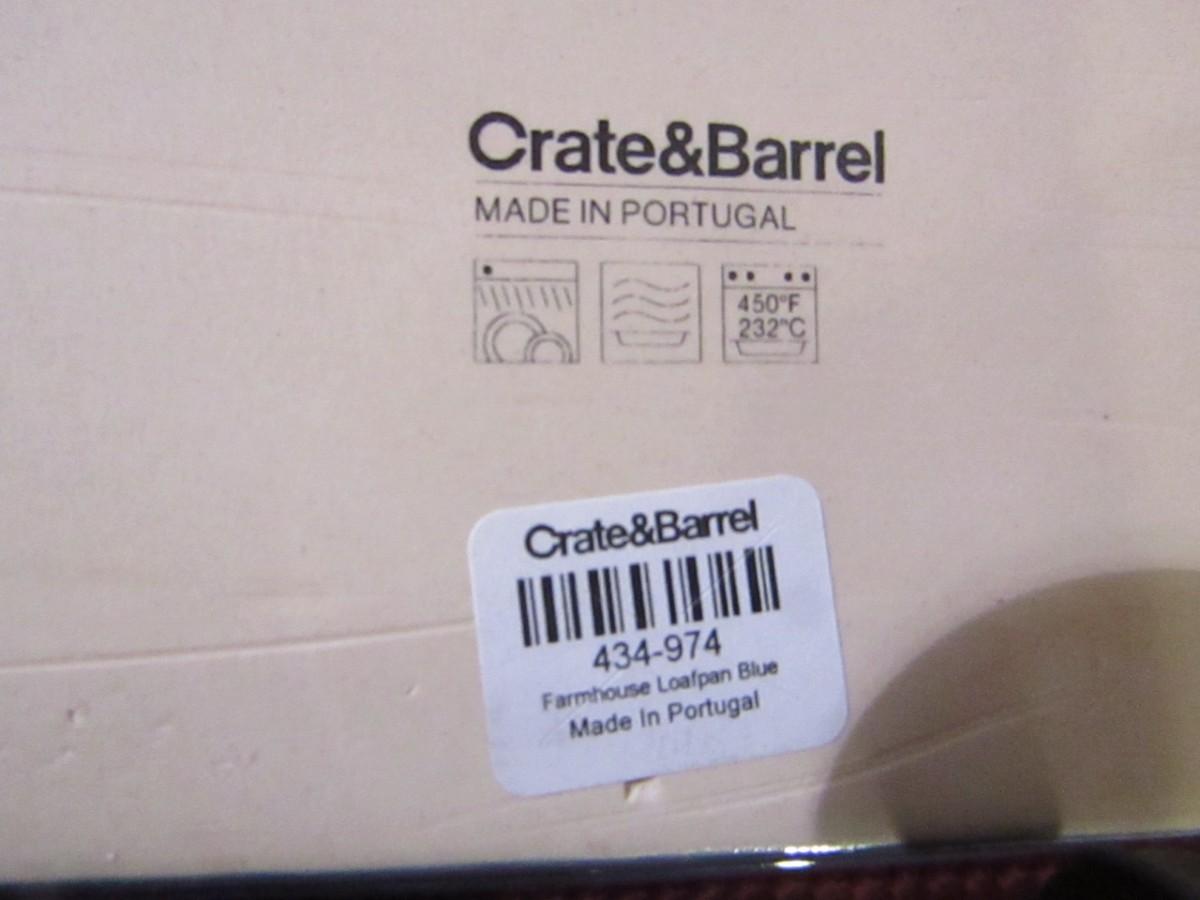 Crate&Barrel
MADE IN PORTUGAL
450°F
232°C
Crate&Barrel
434-974
Farmhouse Loafpan Blue
Made In Portugal